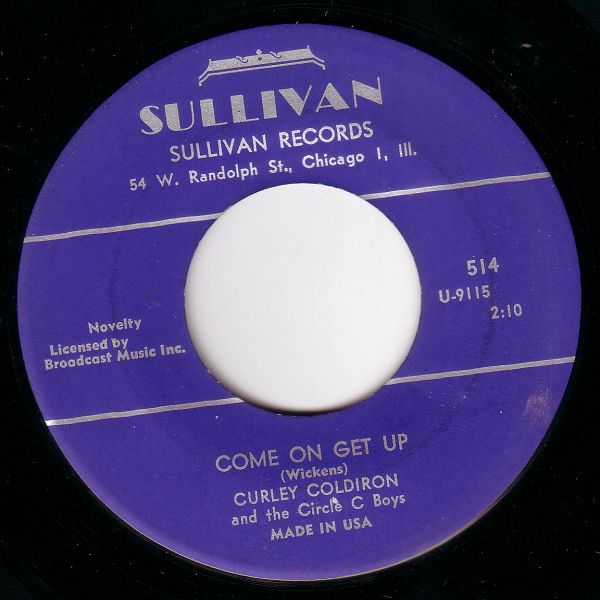 SULLIVAN
SULLIVAN RECORDS
54 W. Randolph St., Chicago 1, Ill.
514
U-9115
2:10
Novelty
Licensed by
Broadcast Music Inc.
COME ON GET UP
(Wickens)
CURLEY COLDIRON
and the Circle C Boys
MADE IN USA